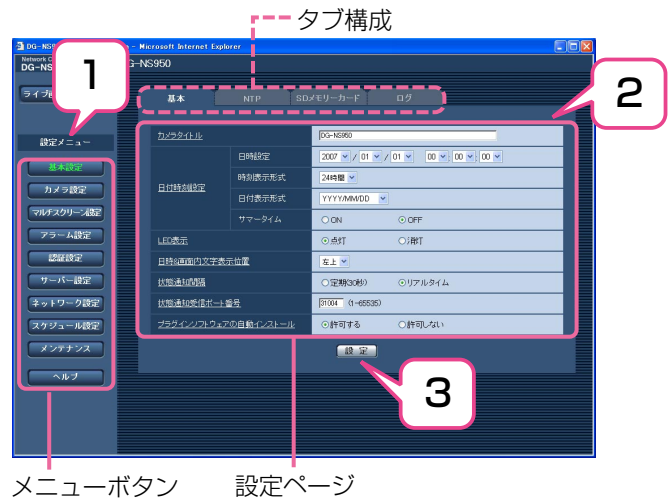 タブ構成
DG-NS9 - Microsoft Internet Explorer
Network C
DG-NS G-NS950
1
2
ライブ画
基本 NTP SDメモリーカード ログ
設定メニュー
基本設定
カメラ設定
マルチスクリーン設定
アラーム設定
認証設定
サーバー設定
ネットワーク設定
スケジュール設定
メンテナンス
ヘルプ
カメラタイトル DG-NS950
日付時刻設定
日時設定 2007 / 01 / 01 00 : 00 : 00
時刻表示形式 24時間
日付表示形式 YYYY/MM/DD
サマータイム ON OFF
LED表示 点灯 消灯
日時&画面内文字表示位置 左上
状態通知間隔 定期(30秒) リアルタイム
状態通知受信ポート番号 31004 (1-65535)
プラグインソフトウェアの自動インストール 許可する 許可しない
設定
3
メニューボタン 設定ページ